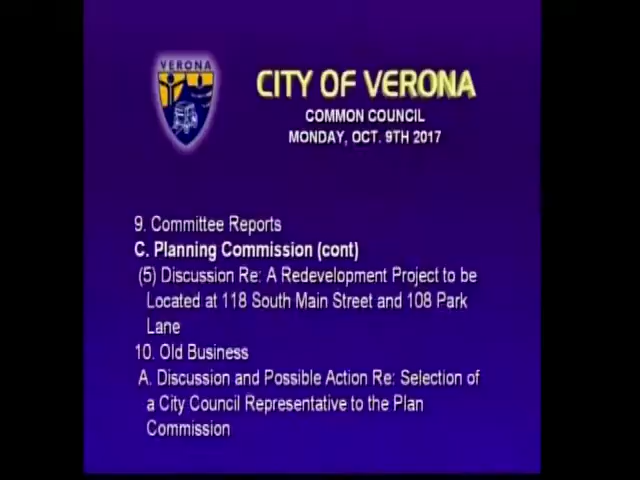 VERONA
CITY OF VERONA
COMMON COUNCIL
MONDAY, OCT. 9TH 2017
9. Committee Reports
C. Planning Commission (cont)
(5) Discussion Re: A Redevelopment Project to be
Located at 118 South Main Street and 108 Park
Lane
10. Old Business
A. Discussion and Possible Action Re: Selection of
a City Council Representative to the Plan
Commission